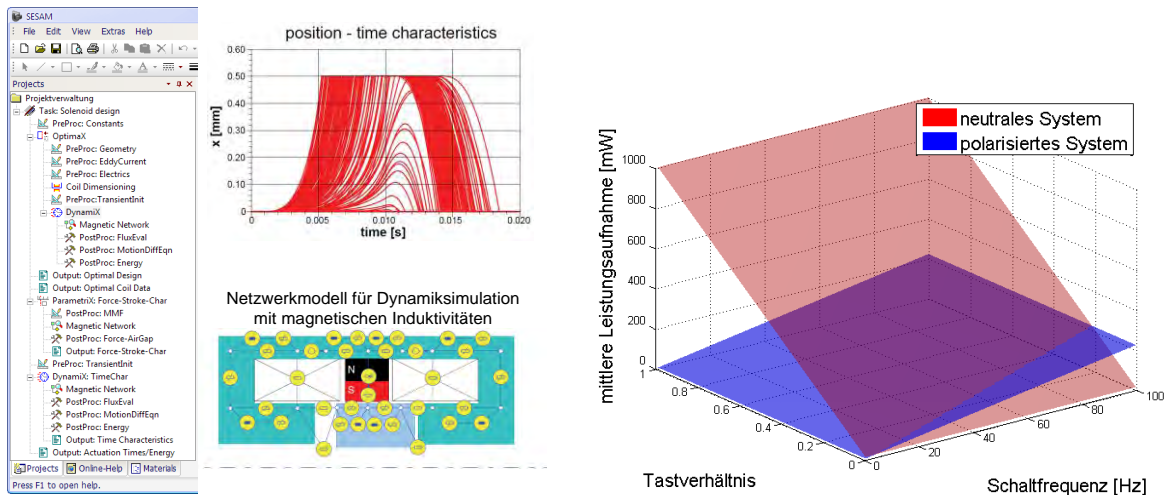 SESAM
File Edit View Extras Help
Projects
Projektverwaltung
Task: Solenoid design
PreProc: Constants
OptimaX
PreProc: Geometry
PreProc: EddyCurrent
PreProc: Electrics
Coil Dimensioning
PreProc:TransientInit
DynamiX
Magnetic Network
PostProc: FluxEval
PostProc: MotionDiffEqn
PostProc: Energy
Output: Optimal Design
Output: Optimal Coil Data
ParametriX: Force-Stroke-Char
PostProc: MMF
Magnetic Network
PostProc: Force-AirGap
Output: Force-Stroke-Char
PreProc: TransientInit
DynamiX: TimeChar
Magnetic Network
PostProc: FluxEval
PostProc: MotionDiffEqn
PostProc: Energy
Output: Time Characteristics
Output: Actuation Times/Energy
Projects Online-Help Materials
Press F1 to open help.
position - time characteristics
x [mm]
0.60
0.50
0.40
0.30
0.20
0.10
0
0.005 0.010 0.015 0.020
time [s]
Netzwerkmodell für Dynamiksimulation
mit magnetischen Induktivitäten
N
S
neutrales System
polarisiertes System
mittlere Leistungsaufnahme [mW]
1000
800
600
400
200
0
1
0.8
0.6
0.4
0.2
0
Tastverhältnis
0
20
40
60
80
100
Schaltfrequenz [Hz]